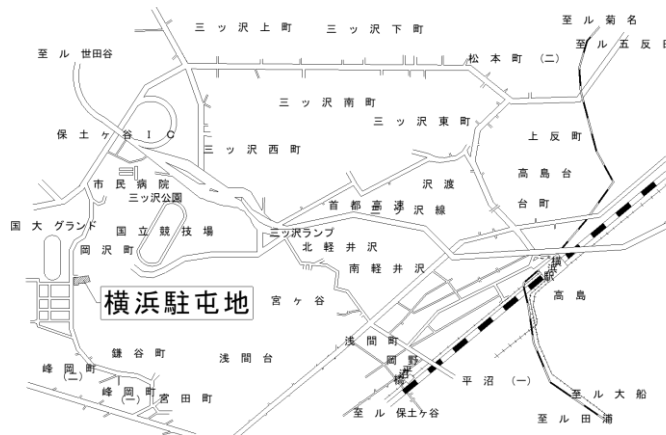 至ル菊名
至ル五反田
三ッ沢上町
三ッ沢下町
至ル世田谷
松本町(二)
三ッ沢南町
三ッ沢東町
保土ヶ谷IC
上反町
三ッ沢西町
高島台
市民病院
沢渡
三ッ沢公園
首都高速
三ッ沢線
台町
国大グランド
国立競技場
三ッ沢ランプ
岡沢町
北軽井沢
南軽井沢
横浜駅
宮ヶ谷
高島
横浜駐屯地
浅間町
鎌谷町
浅間台
岡野
峰岡町
(二)
平沼(一)
峰岡町
(一)
宮田町
至ル保土ヶ谷
至ル大船
至ル田浦